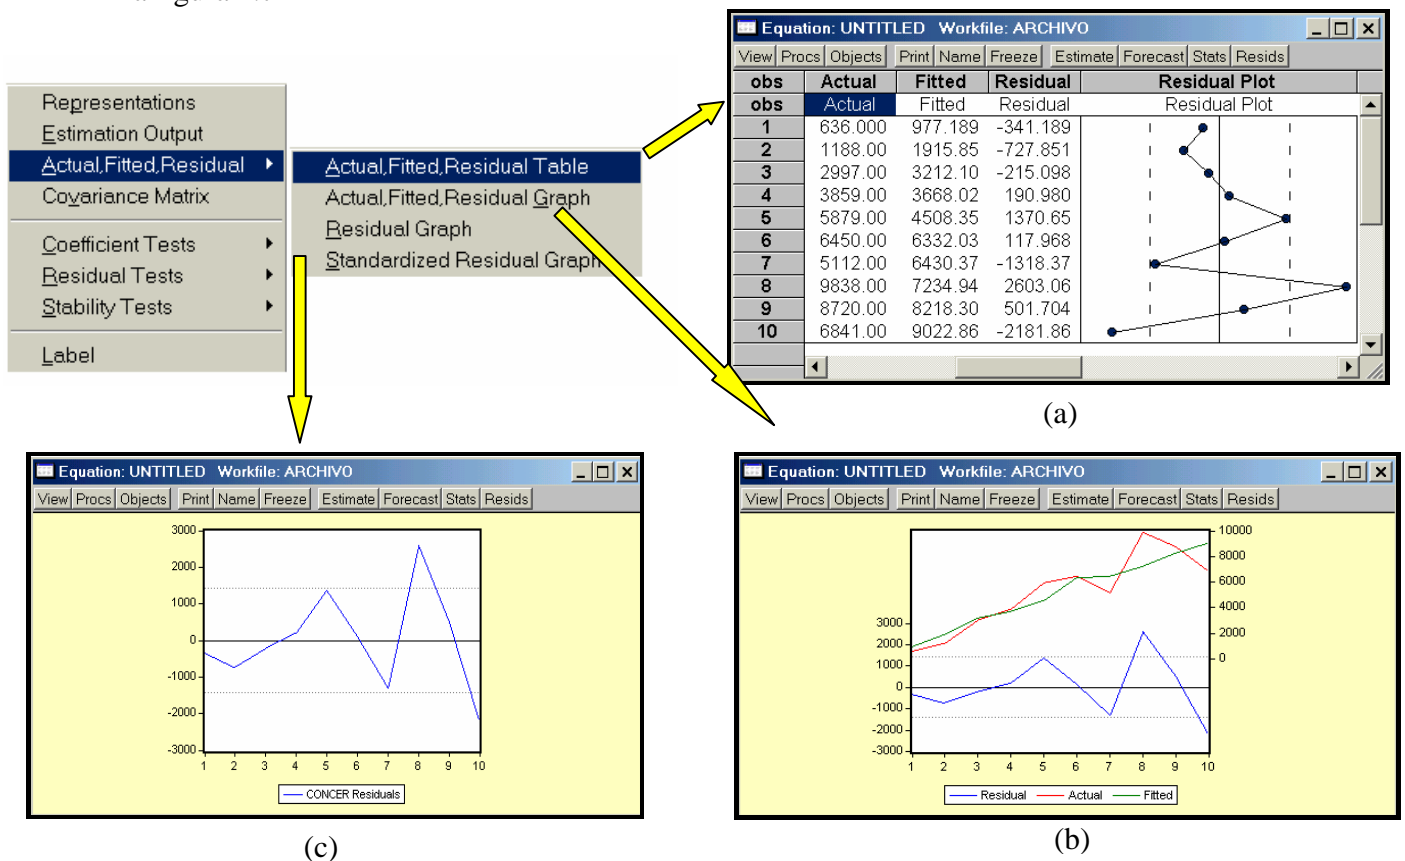 Representations
Estimation Output
Actual,Fitted,Residual
Covariance Matrix
Coefficient Tests
Residual Tests
Stability Tests
Label
Actual,Fitted,Residual Table
Actual,Fitted,Residual Graph
Residual Graph
Standardized Residual Graph
Equation: UNTITLED Workfile: ARCHIVO
View Procs Objects Print Name Freeze Estimate Forecast Stats Resids
obs Actual Fitted Residual Residual Plot
obs Actual Fitted Residual Residual Plot
1 636.000 977.189 -341.189
2 1188.00 1915.85 -727.851
3 2997.00 3212.10 -215.098
4 3859.00 3668.02 190.980
5 5879.00 4508.35 1370.65
6 6450.00 6332.03 117.968
7 5112.00 6430.37 -1318.37
8 9838.00 7234.94 2603.06
9 8720.00 8218.30 501.704
10 6841.00 9022.86 -2181.86
(a)
Equation: UNTITLED Workfile: ARCHIVO
View Procs Objects Print Name Freeze Estimate Forecast Stats Resids
3000
2000
1000
0
-1000
-2000
-3000
1 2 3 4 5 6 7 8 9 10
CONCER Residuals
(c)
Equation: UNTITLED Workfile: ARCHIVO
View Procs Objects Print Name Freeze Estimate Forecast Stats Resids
10000
8000
6000
4000
2000
0
3000
2000
1000
0
-1000
-2000
-3000
1 2 3 4 5 6 7 8 9 10
Residual Actual Fitted
(b)